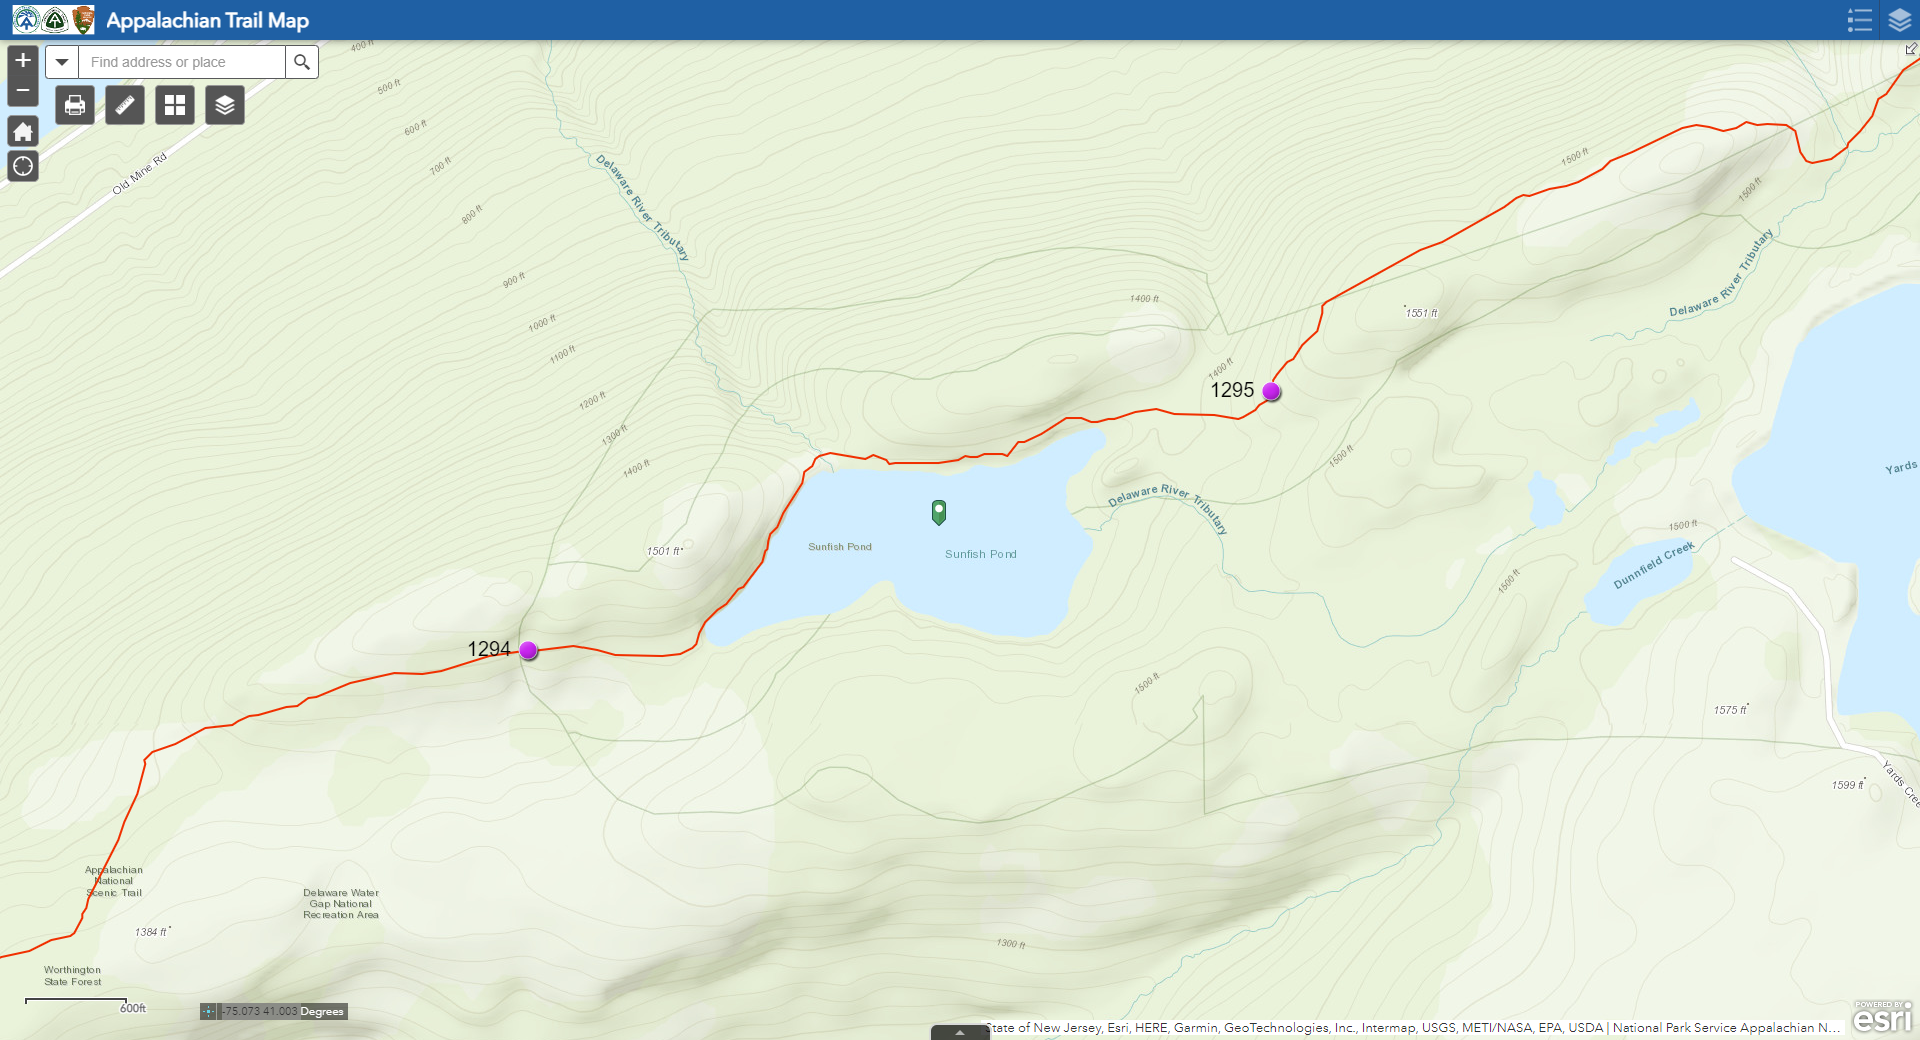 Appalachian Trail Map
Find address or place
400 ft
500 ft
600 ft
700 ft
800 ft
900 ft
1000 ft
1100 ft
1200 ft
1300 ft
1400 ft
Old Mine Rd
Delaware River Tributary
1400 ft
1400 ft
1500 ft
1500 ft
1551 ft
Delaware River Tributary
1295
1500 ft
Yards
Delaware River Tributary
1500 ft
Dunnfield Creek
1500 ft
1501 ft
Sunfish Pond
Sunfish Pond
1294
1500 ft
1575 ft
1599 ft
Yards Cree
Appalachian
National
Scenic Trail
Delaware Water
Gap National
Recreation Area
1384 ft
1300 ft
Worthington
State Forest
600ft
-75.073 41.003 Degrees
State of New Jersey, Esri, HERE, Garmin, GeoTechnologies, Inc., Intermap, USGS, METI/NASA, EPA, USDA | National Park Service Appalachian N...
POWERED BY
esri